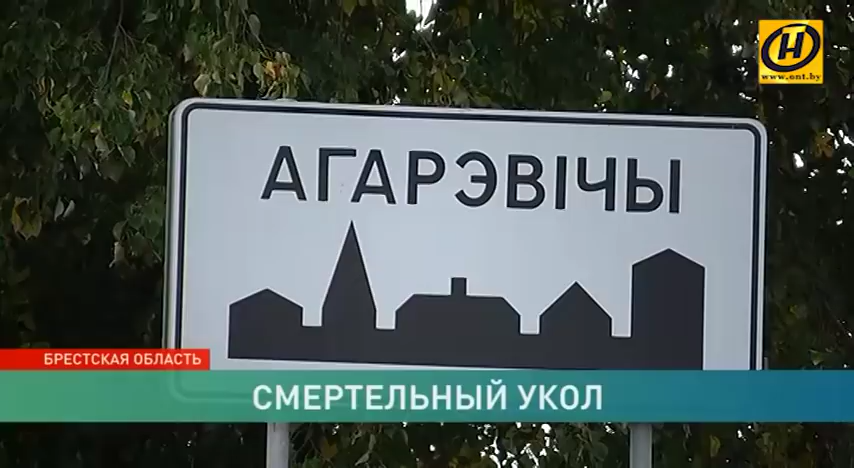 H
www.ont.by
АГАРЭВІЧЫ
БРЕСТСКАЯ ОБЛАСТЬ
СМЕРТЕЛЬНЫЙ УКОЛ